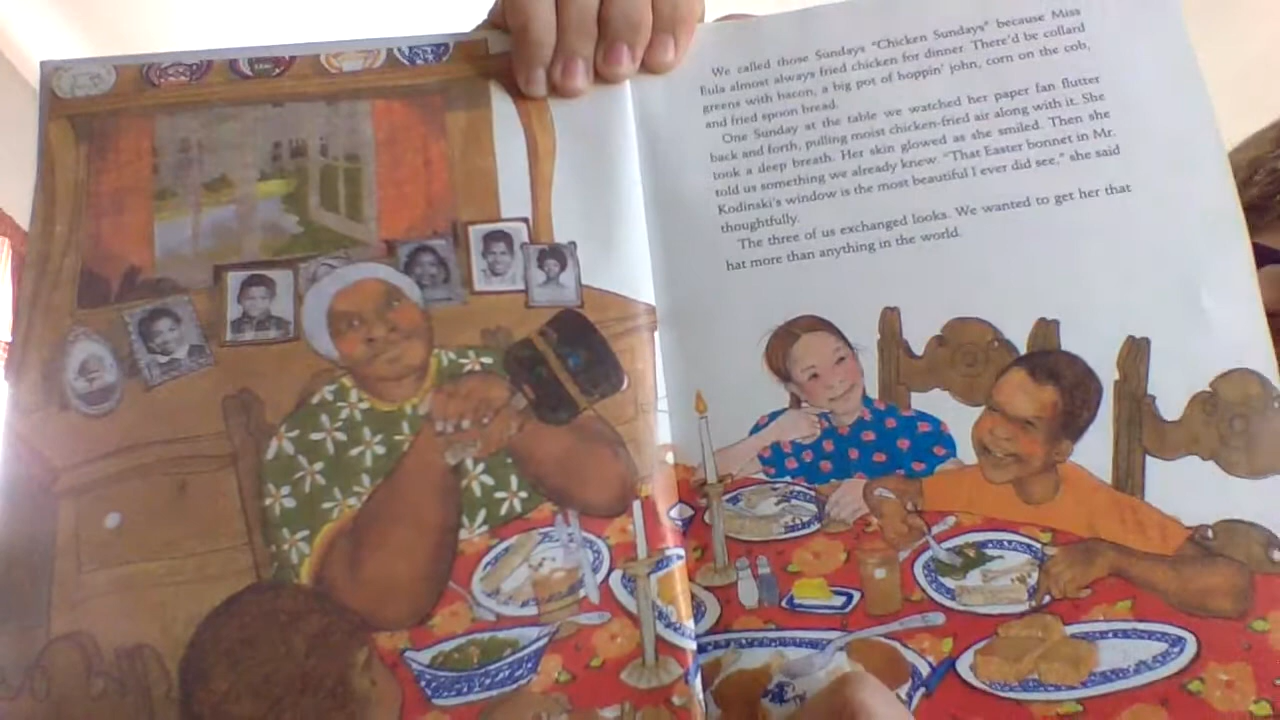 We called those Sundays "Chicken Sundays" because Miss
Eula almost always fried chicken for dinner. There'd be collard
greens with bacon, a big pot of hoppin' john, corn on the cob,
and fried spoon bread.
One Sunday at the table we watched her paper fan flutter
back and forth, pulling moist chicken-fried air along with it. She
took a deep breath. Her skin glowed as she smiled. Then she
told us something we already knew. "That Easter bonnet in Mr.
Kodinski's window is the most beautiful I ever did see," she said
thoughtfully.
The three of us exchanged looks. We wanted to get her that
hat more than anything in the world.